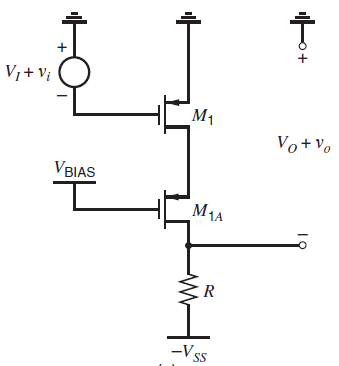 +
+
V_I + v_i
−
M_1
V_O + v_o
V_BIAS
M_1A
−
R
−V_SS